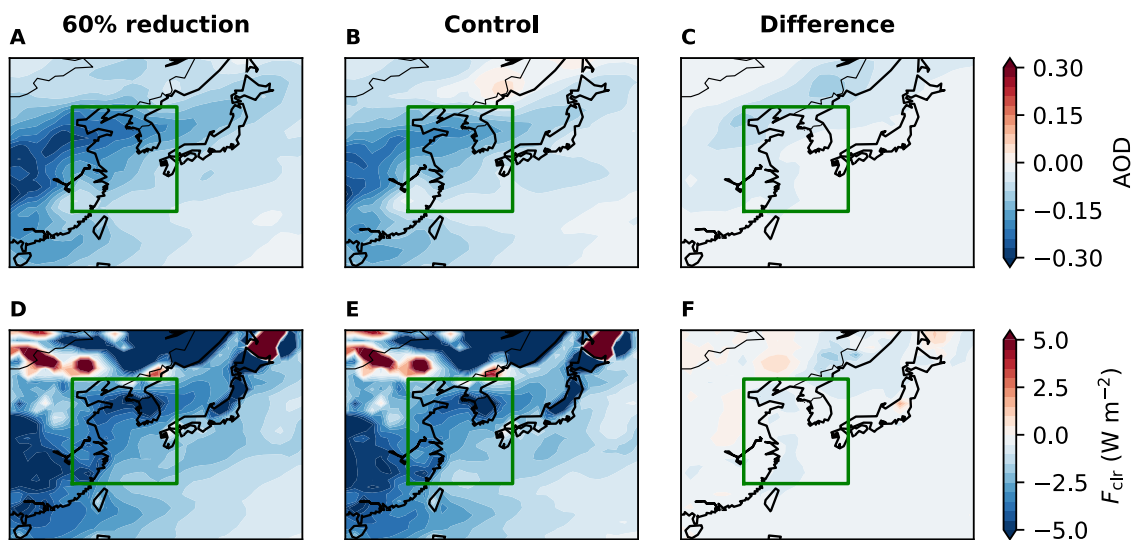 60% reduction Control Difference
A B C
0.30
0.15
0.00
−0.15
−0.30
AOD
D E F
5.0
2.5
0.0
−2.5
−5.0
F_clr (W m⁻²)